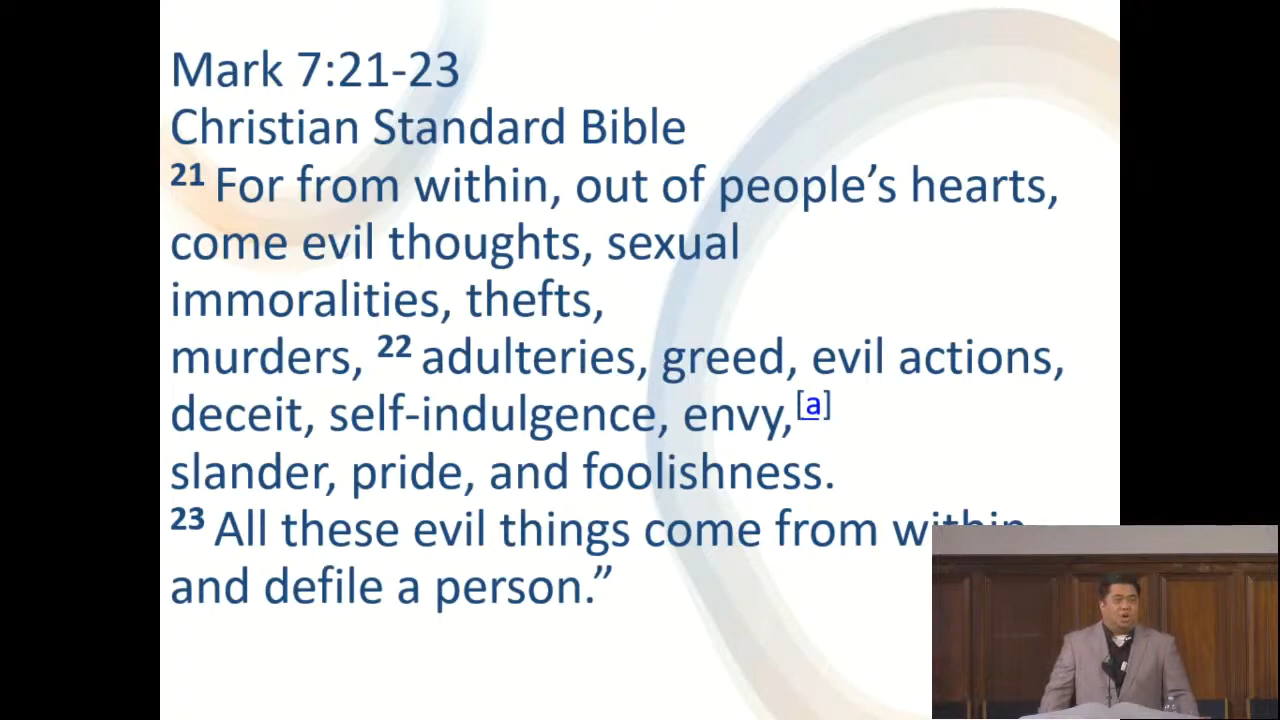 Mark 7:21-23
Christian Standard Bible
21 For from within, out of people’s hearts,
come evil thoughts, sexual
immoralities, thefts,
murders, 22 adulteries, greed, evil actions,
deceit, self-indulgence, envy,[a]
slander, pride, and foolishness.
23 All these evil things come from within
and defile a person.”